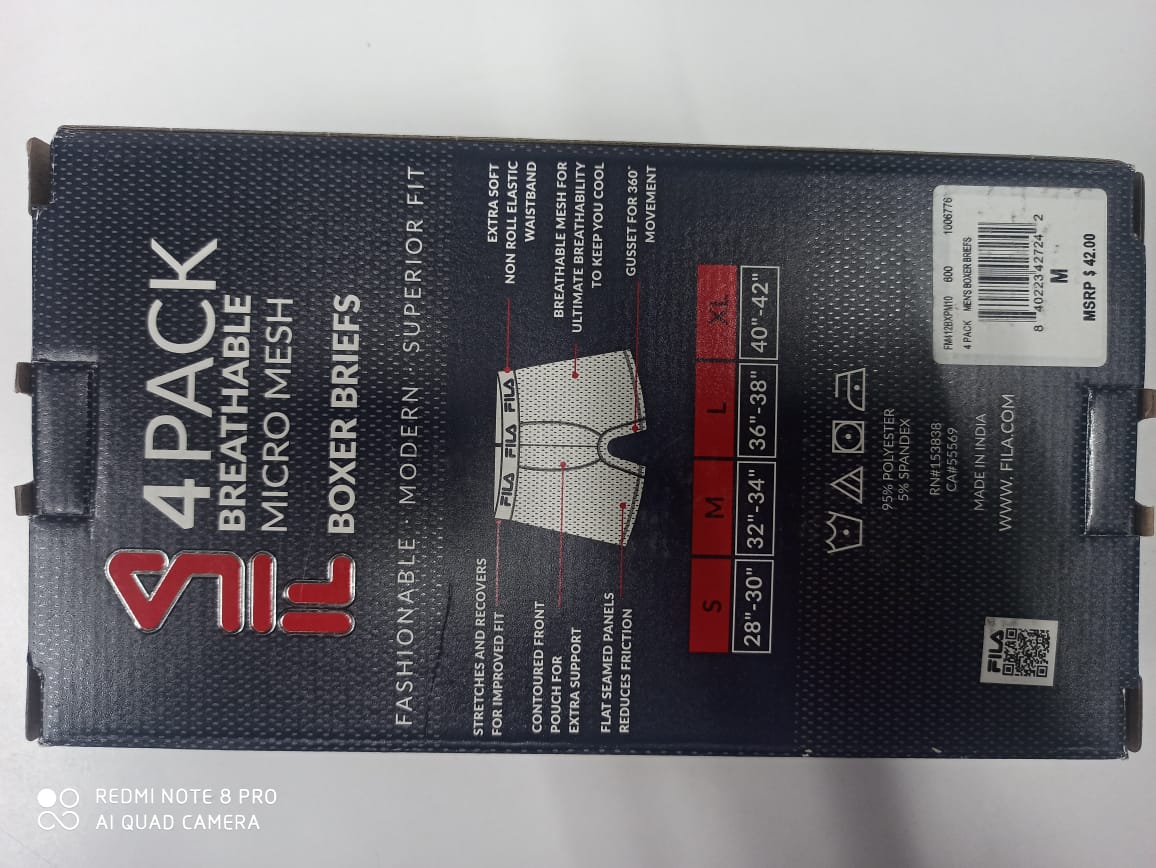 FILA
4 PACK
BREATHABLE
MICRO MESH
BOXER BRIEFS
FASHIONABLE · MODERN · SUPERIOR FIT
STRETCHES AND RECOVERS
FOR IMPROVED FIT
CONTOURED FRONT
POUCH FOR
EXTRA SUPPORT
FLAT SEAMED PANELS
REDUCES FRICTION
FILA FILA FILA
EXTRA SOFT
NON ROLL ELASTIC
WAISTBAND
BREATHABLE MESH FOR
ULTIMATE BREATHABILITY
TO KEEP YOU COOL
GUSSET FOR 360°
MOVEMENT
S M L XL
28"-30" 32"-34" 36"-38" 40"-42"
95% POLYESTER
5% SPANDEX
RN#153838
CA#55569
MADE IN INDIA
WWW. FILA.COM
FILA
FM412BXPM10 600 1006776
4 PACK MENS BOXER BRIEFS
8 40223 42724 2
M
MSRP $ 42.00
REDMI NOTE 8 PRO
AI QUAD CAMERA